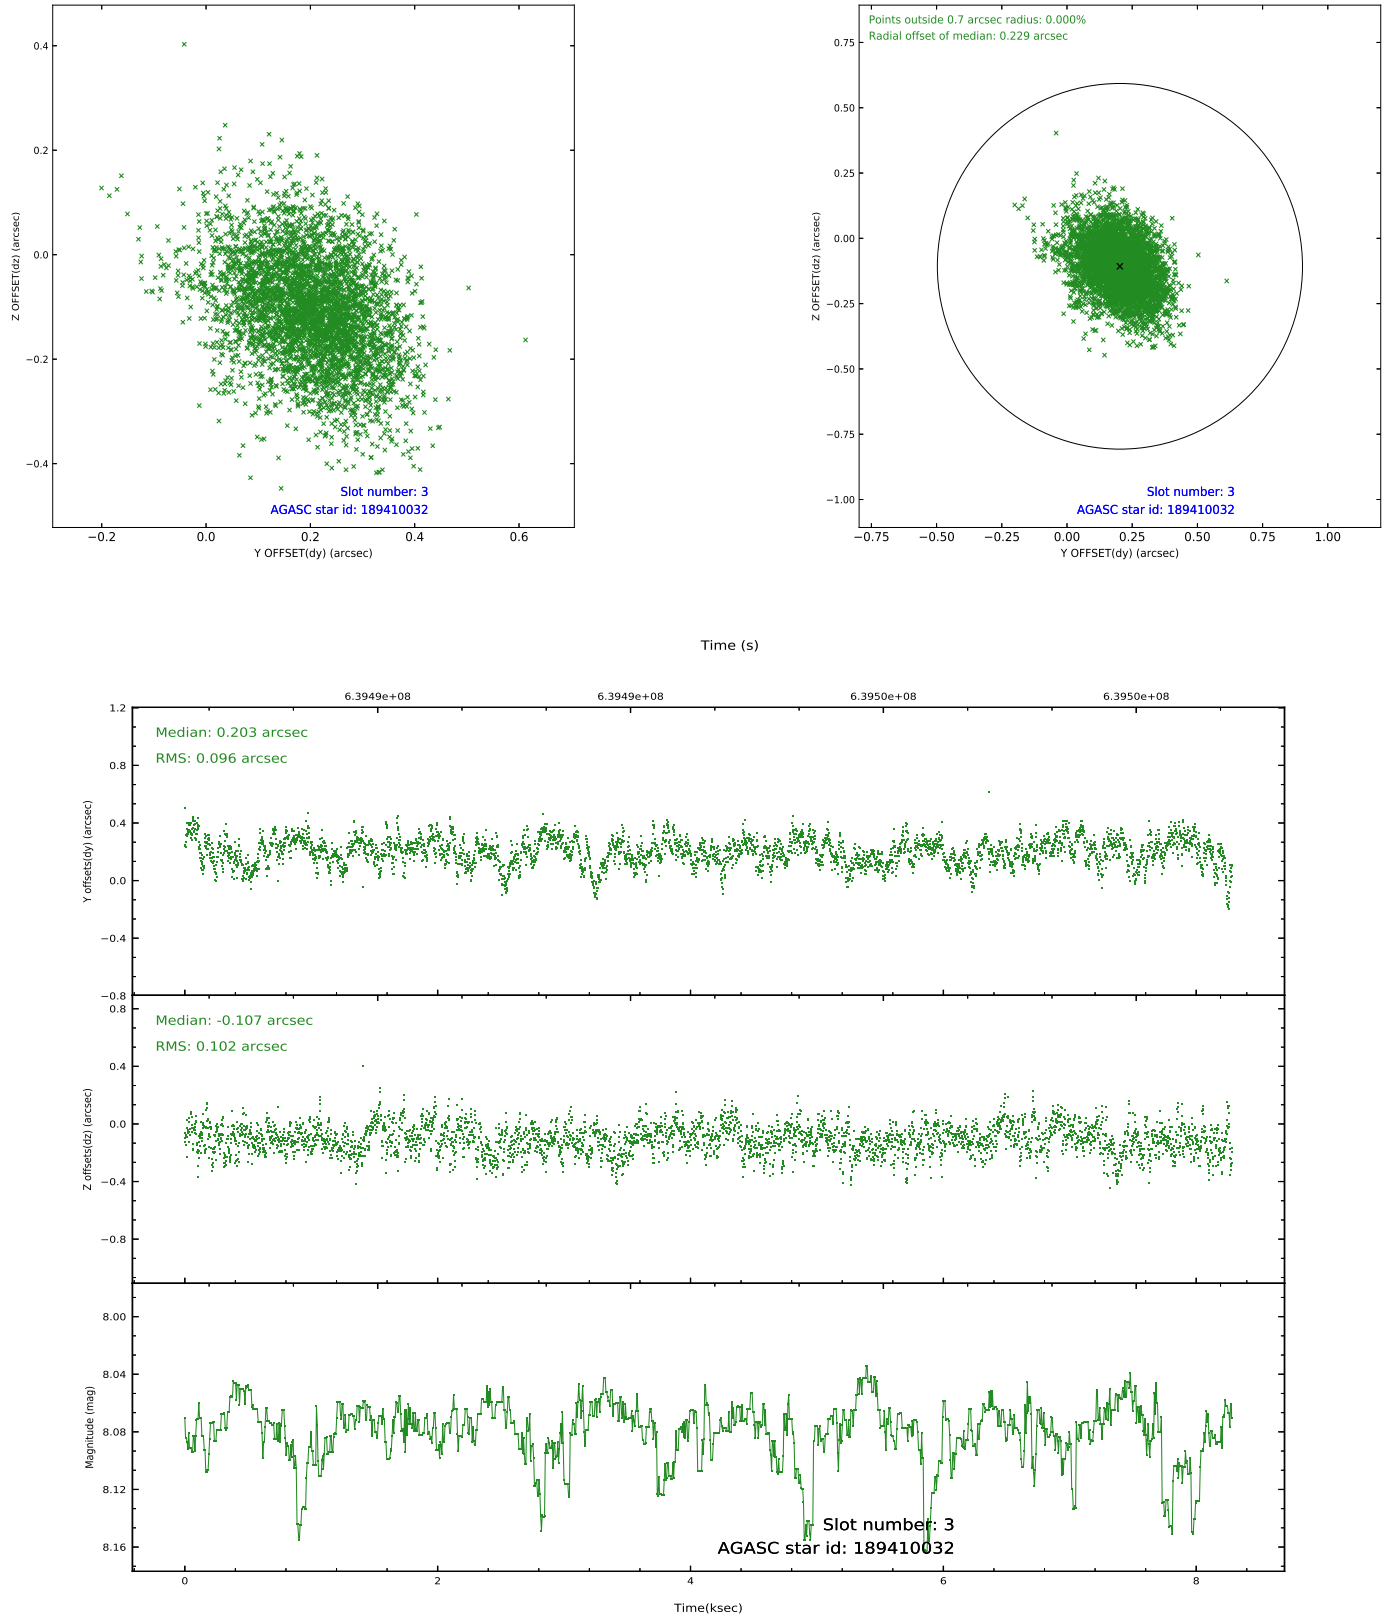 0.4
0.2
0.0
−0.2
−0.4
Z OFFSET(dz) (arcsec)
Slot number: 3
AGASC star id: 189410032
−0.2 0.0 0.2 0.4 0.6
Y OFFSET(dy) (arcsec)
Points outside 0.7 arcsec radius: 0.000%
Radial offset of median: 0.229 arcsec
0.75
0.50
0.25
0.00
−0.25
−0.50
−0.75
−1.00
Z OFFSET(dz) (arcsec)
Slot number: 3
AGASC star id: 189410032
−0.75 −0.50 −0.25 0.00 0.25 0.50 0.75 1.00
Y OFFSET(dy) (arcsec)
Time (s)
6.3949e+08 6.3949e+08 6.3950e+08 6.3950e+08
1.2
0.8
0.4
0.0
−0.4
−0.8
Y offsets(dy) (arcsec)
Median: 0.203 arcsec
RMS: 0.096 arcsec
0.8
0.4
0.0
−0.4
−0.8
Z offsets(dz) (arcsec)
Median: -0.107 arcsec
RMS: 0.102 arcsec
8.00
8.04
8.08
8.12
8.16
Magnitude (mag)
Slot number: 3
AGASC star id: 189410032
0 2 4 6 8
Time(ksec)